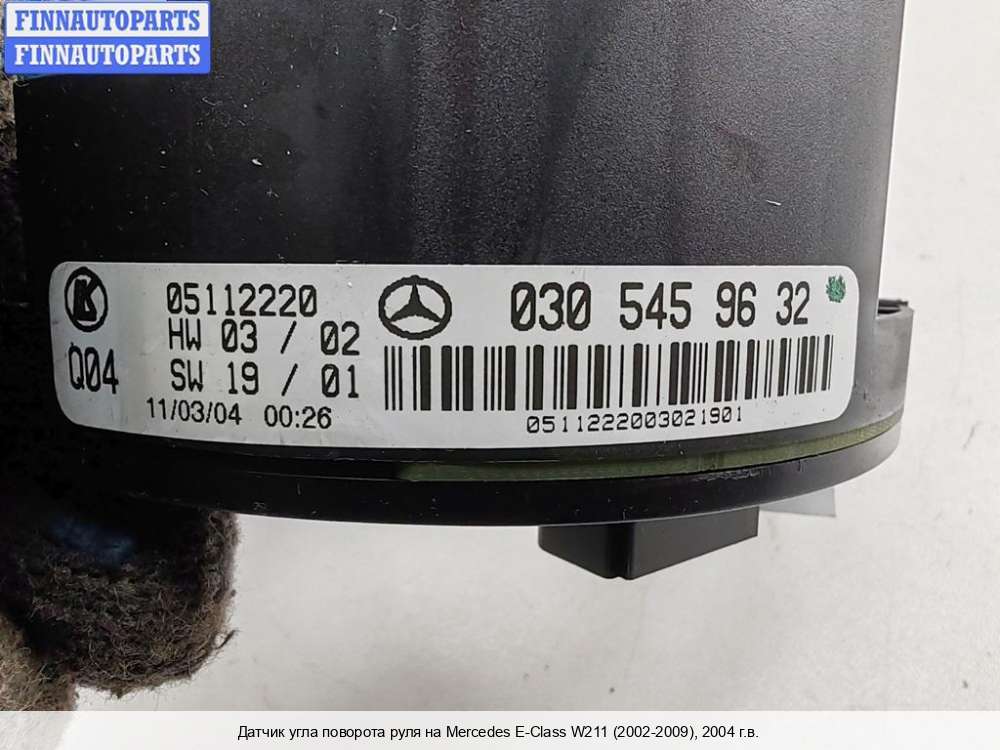 FINNAUTOPARTS
FINNAUTOPARTS
K
05112220
HW 03 / 02
Q04
SW 19 / 01
11/03/04 00:26
030 545 96 32
0511222003021901
Датчик угла поворота руля на Mercedes E-Class W211 (2002-2009), 2004 г.в.